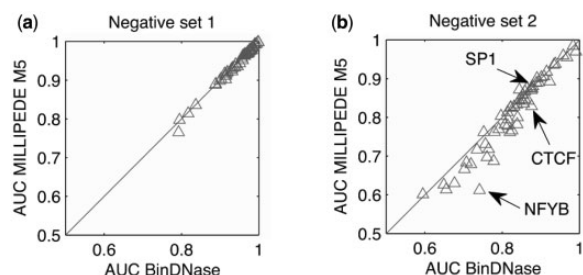 (a) Negative set 1
AUC MILLIPEDE M5
1
0.9
0.8
0.7
0.6
0.5
0.6
0.8
1
AUC BinDNase
(b) Negative set 2
AUC MILLIPEDE M5
1
0.9
0.8
0.7
0.6
0.5
SP1
CTCF
NFYB
0.6
0.8
1
AUC BinDNase